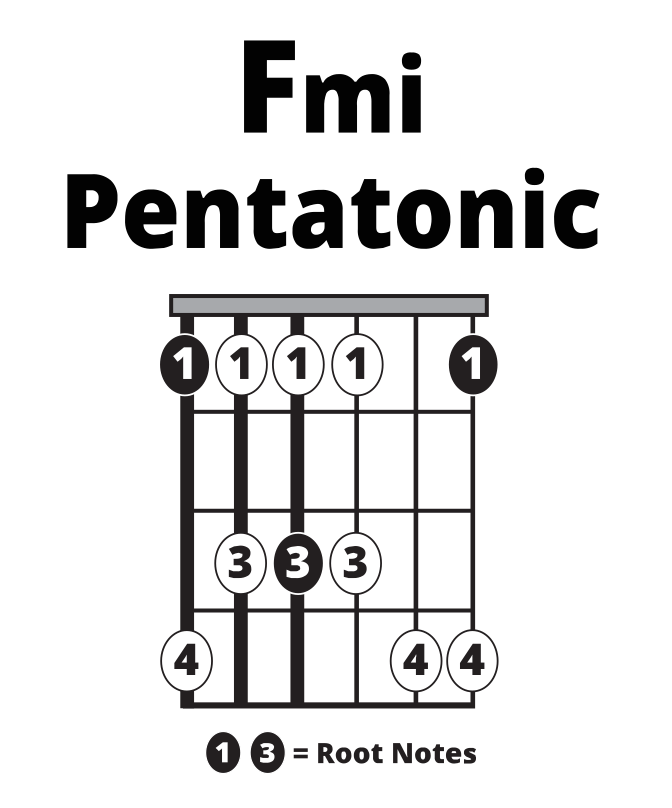 Fmi
Pentatonic
1 1 1 1 1
3 3 3
4 4 4
1 3 = Root Notes